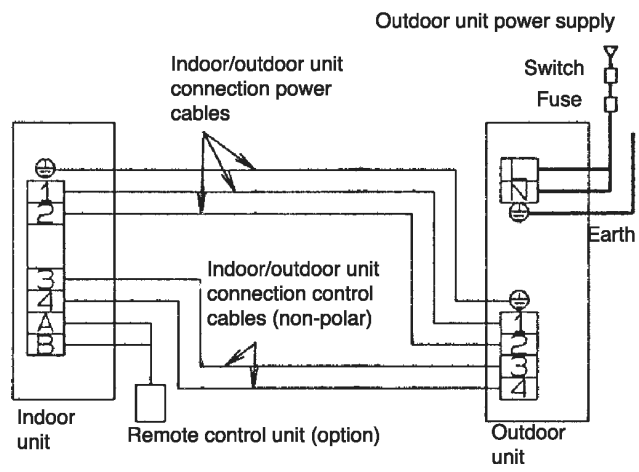 Outdoor unit power supply
Indoor/outdoor unit
connection power
cables
Switch
Fuse
1
2
3
4
A
B
L
N
Earth
Indoor/outdoor unit
connection control
cables (non-polar)
1
2
3
4
Indoor
unit
Remote control unit (option)
Outdoor
unit